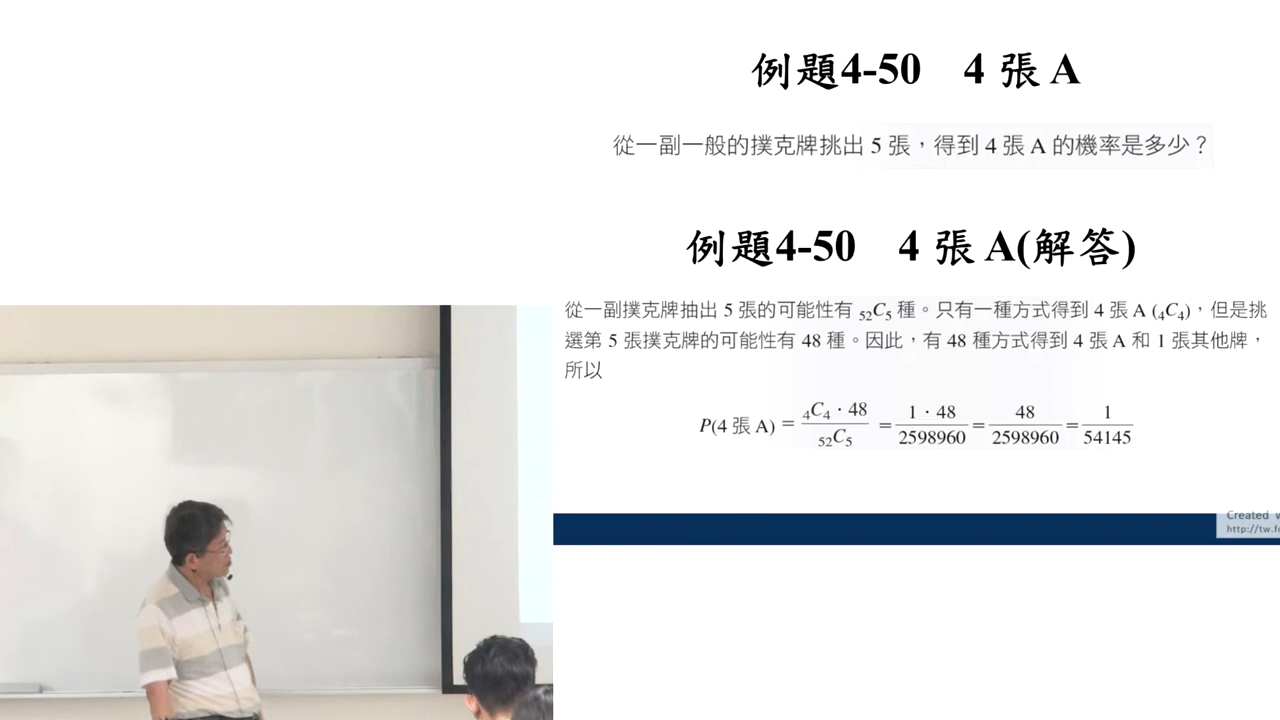 例題4-50 4 張 A
從一副一般的撲克牌挑出 5 張，得到 4 張 A 的機率是多少？
例題4-50 4 張 A(解答)
從一副撲克牌抽出 5 張的可能性有 ₅₂C₅ 種。只有一種方式得到 4 張 A (₄C₄)，但是挑
選第 5 張撲克牌的可能性有 48 種。因此，有 48 種方式得到 4 張 A 和 1 張其他牌，
所以
P(4 張 A) = ₄C₄ · 48 / ₅₂C₅ = 1 · 48 / 2598960 = 48 / 2598960 = 1 / 54145
Created
http://tw.